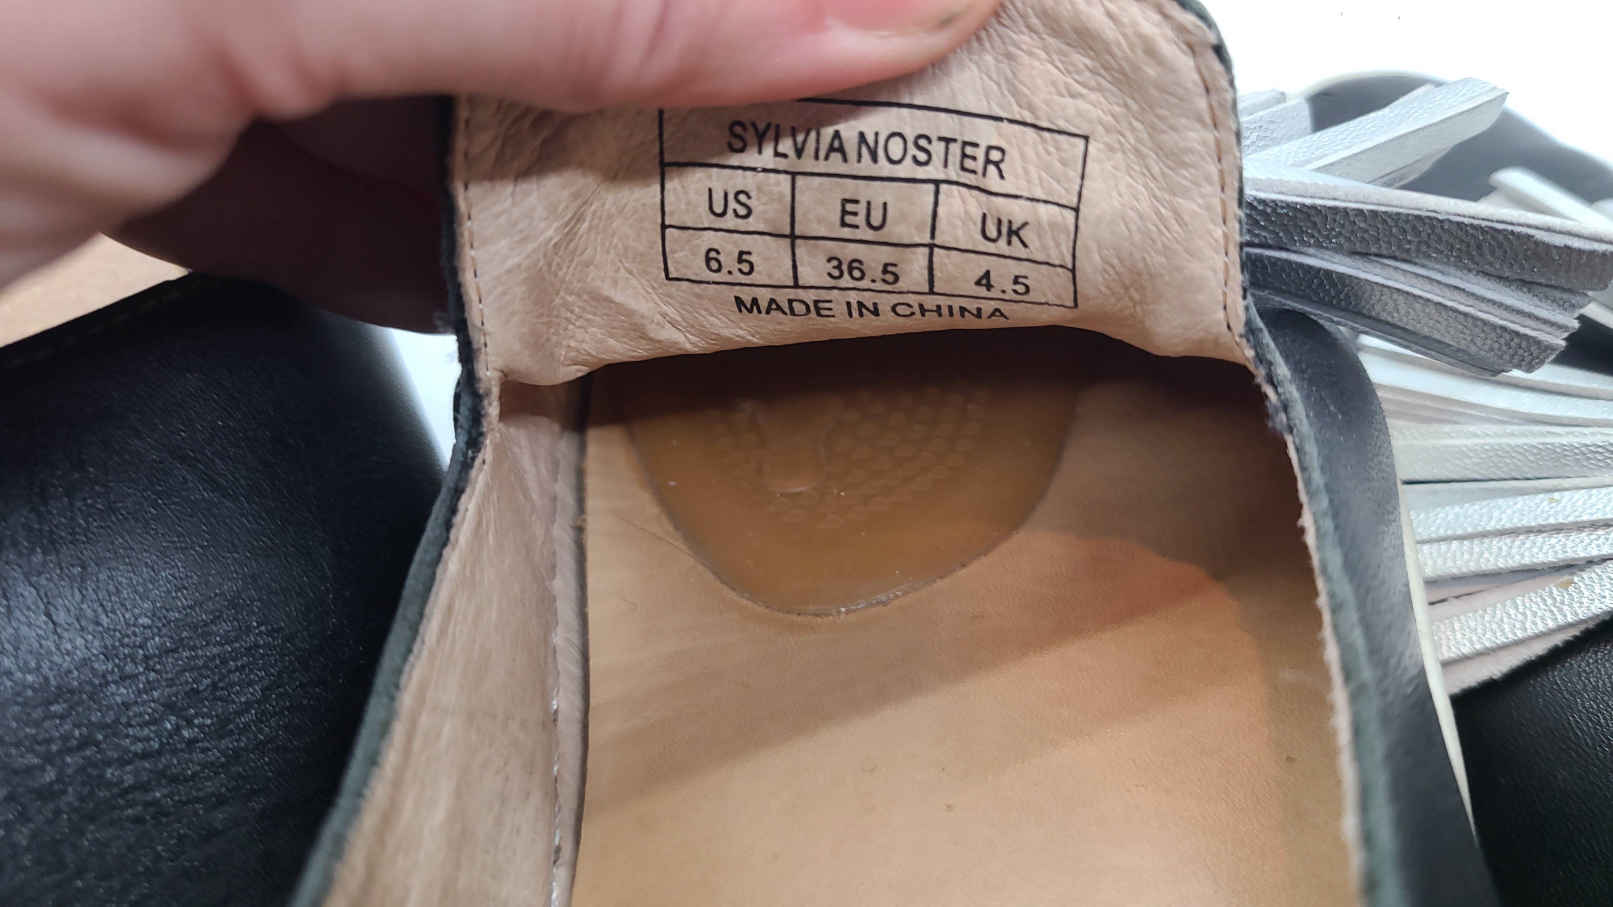 SYLVIA NOSTER
US EU UK
6.5 36.5 4.5
MADE IN CHINA